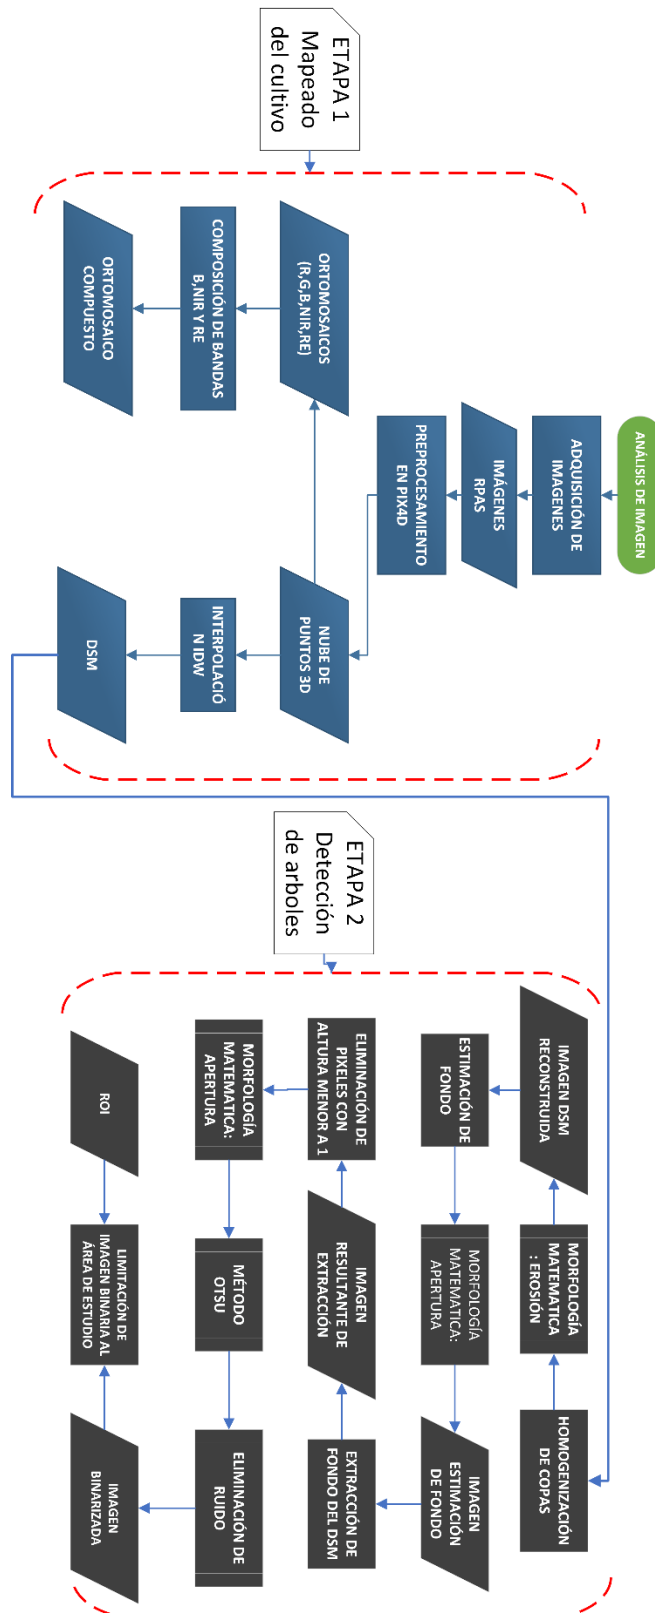 ETAPA 1
Mapeado
del cultivo
ANÁLISIS DE IMAGEN
ADQUISICIÓN DE
IMAGENES
IMÁGENES
RPAS
PREPROCESAMIENTO
EN PIX4D
ORTOMOSAICOS
(R,G,B,NIR,RE)
COMPOSICIÓN DE BANDAS
B,NIR Y RE
ORTOMOSAICO
COMPUESTO
NUBE DE
PUNTOS 3D
INTERPOLACIÓ
N IDW
DSM
ETAPA 2
Detección
de arboles
HOMOGENIZACIÓN
DE COPAS
MORFOLOGÍA
MATEMATICA
: EROSIÓN
IMAGEN DSM
RECONSTRUIDA
ESTIMACIÓN DE
FONDO
MORFOLOGÍA
MATEMATICA:
APERTURA
IMAGEN
ESTIMACIÓN
DE FONDO
EXTRACCIÓN DE
FONDO DEL DSM
IMAGEN
RESULTANTE DE
EXTRACCIÓN
ELIMINACIÓN DE
PIXELES CON
ALTURA MENOR A 1
MORFOLOGÍA
MATEMATICA:
APERTURA
MÉTODO
OTSU
ELIMINACIÓN DE
RUIDO
IMAGEN
BINARIZADA
LIMITACIÓN DE
IMAGEN BINARIA AL
ÁREA DE ESTUDIO
ROI